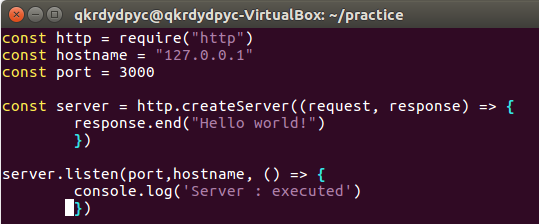 qkrdydpyc@qkrdydpyc-VirtualBox: ~/practice
const http = require("http")
const hostname = "127.0.0.1"
const port = 3000
const server = http.createServer((request, response) => {
        response.end("Hello world!")
        })
server.listen(port,hostname, () => {
        console.log('Server : executed')
        })